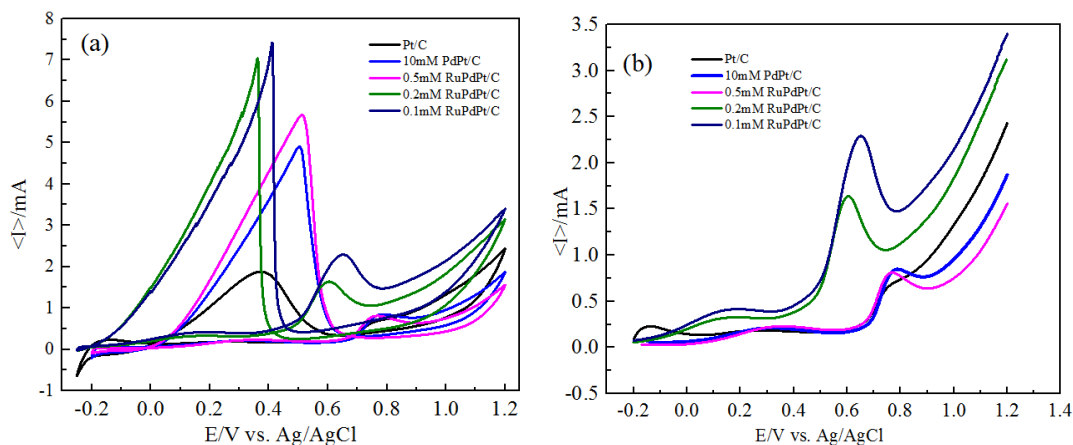 (a)
8
7
6
5
4
3
2
1
0
-1
<I>/mA
-0.2 0.0 0.2 0.4 0.6 0.8 1.0 1.2
E/V vs. Ag/AgCl
Pt/C
10mM PdPt/C
0.5mM RuPdPt/C
0.2mM RuPdPt/C
0.1mM RuPdPt/C
(b)
3.5
3.0
2.5
2.0
1.5
1.0
0.5
0.0
-0.5
<I>/mA
-0.2 0.0 0.2 0.4 0.6 0.8 1.0 1.2 1.4
E/V vs. Ag/AgCl
Pt/C
10mM PdPt/C
0.5mM RuPdPt/C
0.2mM RuPdPt/C
0.1mM RuPdPt/C